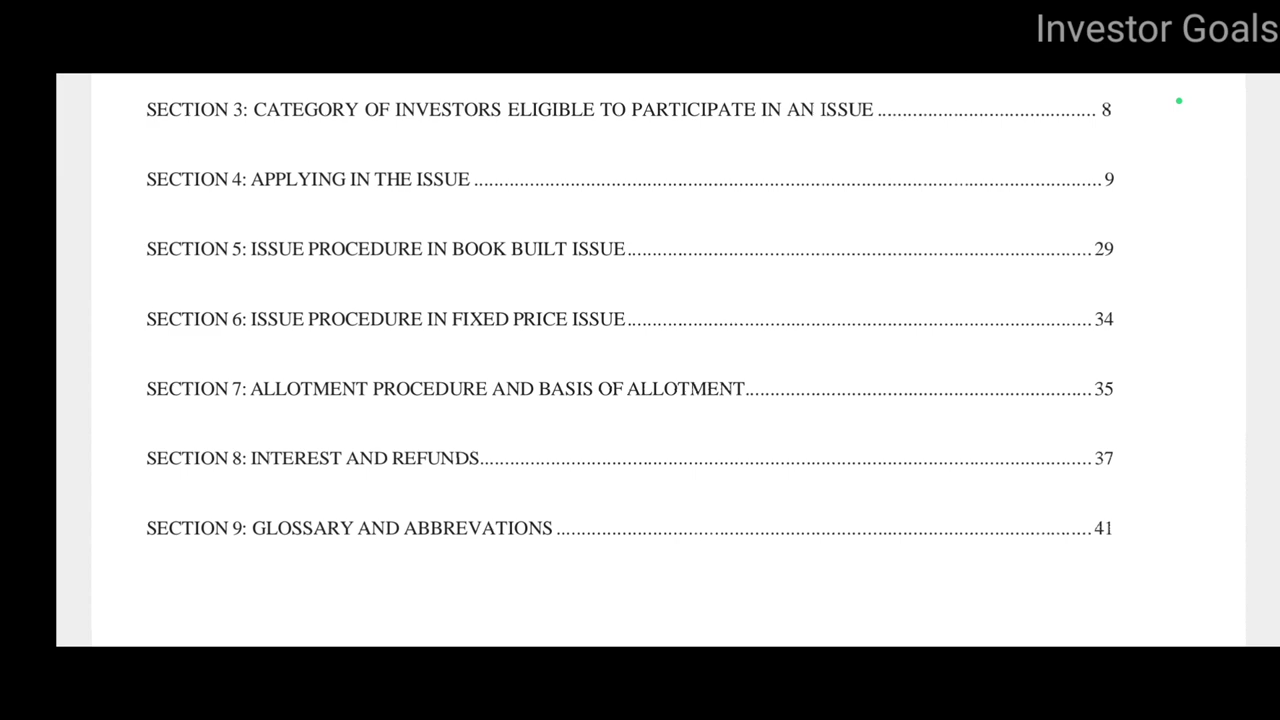 Investor Goals
SECTION 3: CATEGORY OF INVESTORS ELIGIBLE TO PARTICIPATE IN AN ISSUE ............................................ 8
SECTION 4: APPLYING IN THE ISSUE ................................................................................................................................ 9
SECTION 5: ISSUE PROCEDURE IN BOOK BUILT ISSUE............................................................................................... 29
SECTION 6: ISSUE PROCEDURE IN FIXED PRICE ISSUE............................................................................................... 34
SECTION 7: ALLOTMENT PROCEDURE AND BASIS OF ALLOTMENT...................................................................... 35
SECTION 8: INTEREST AND REFUNDS............................................................................................................................. 37
SECTION 9: GLOSSARY AND ABBREVATIONS ............................................................................................................. 41